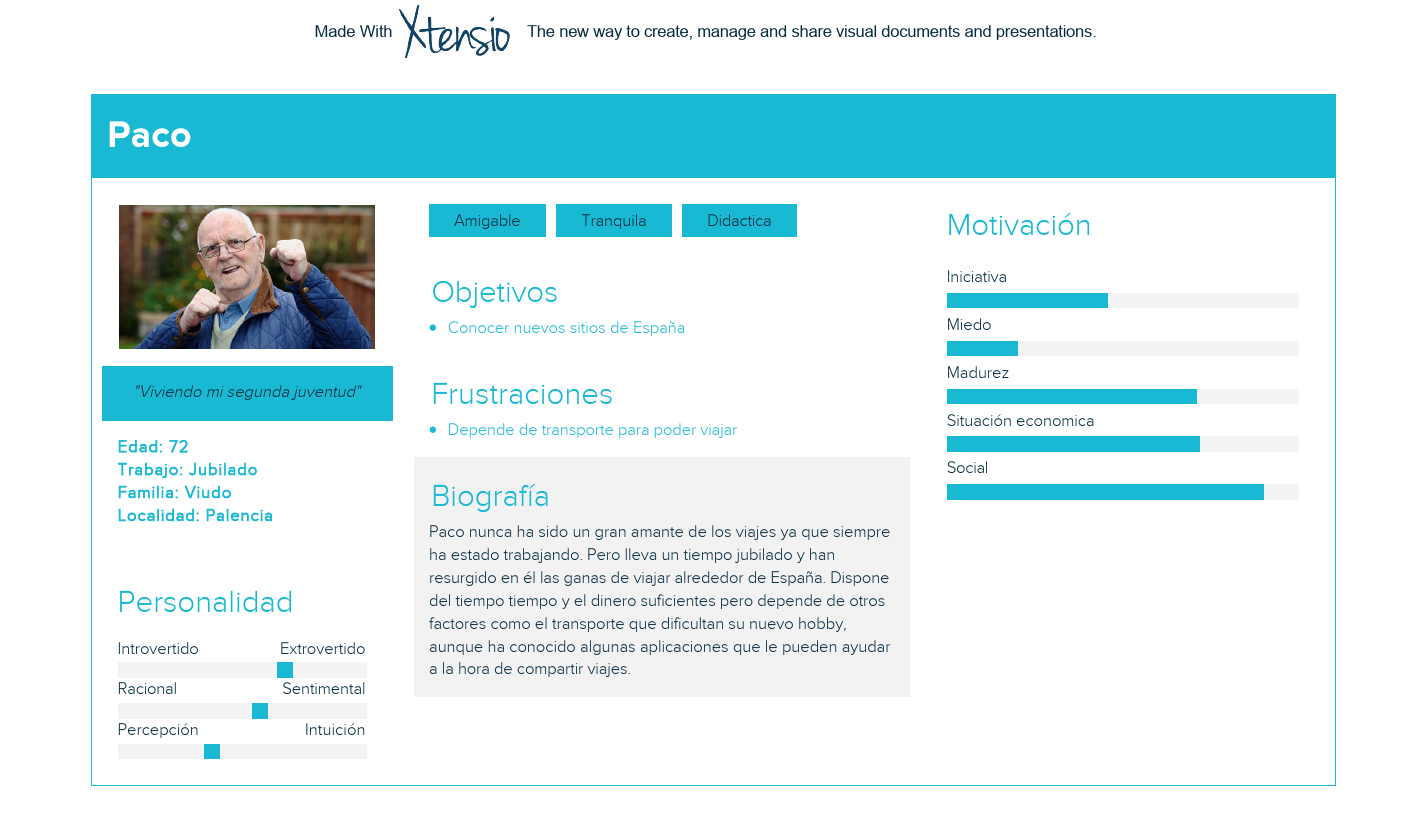 Made With Xtensio The new way to create, manage and share visual documents and presentations.
Paco
"Viviendo mi segunda juventud"
Edad: 72
Trabajo: Jubilado
Familia: Viudo
Localidad: Palencia
Personalidad
Introvertido Extrovertido
Racional Sentimental
Percepción Intuición
Amigable Tranquila Didactica
Objetivos
• Conocer nuevos sitios de España
Frustraciones
• Depende de transporte para poder viajar
Biografía
Paco nunca ha sido un gran amante de los viajes ya que siempre
ha estado trabajando. Pero lleva un tiempo jubilado y han
resurgido en él las ganas de viajar alrededor de España. Dispone
del tiempo tiempo y el dinero suficientes pero depende de otros
factores como el transporte que dificultan su nuevo hobby,
aunque ha conocido algunas aplicaciones que le pueden ayudar
a la hora de compartir viajes.
Motivación
Iniciativa
Miedo
Madurez
Situación economica
Social